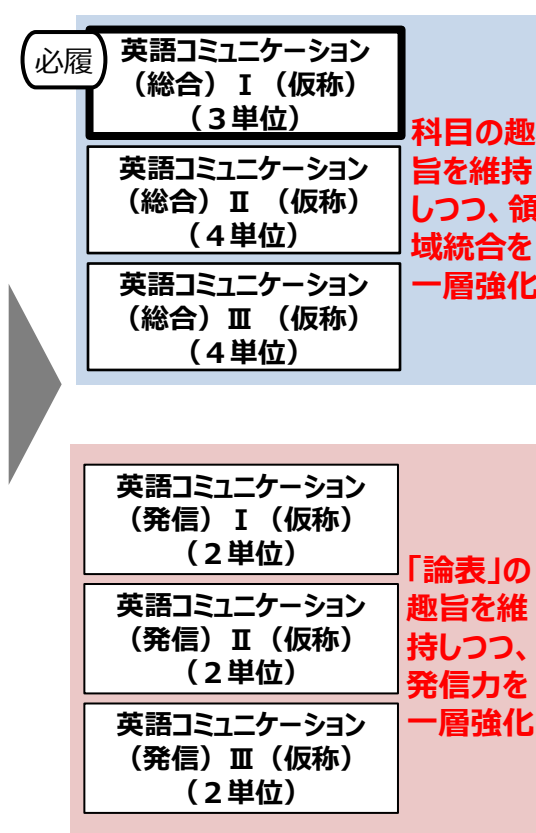 必履
英語コミュニケーション
(総合) Ⅰ (仮称)
(3単位)
英語コミュニケーション
(総合) Ⅱ (仮称)
(4単位)
英語コミュニケーション
(総合) Ⅲ (仮称)
(4単位)
科目の趣
旨を維持
しつつ、領
域統合を
一層強化
英語コミュニケーション
(発信) Ⅰ (仮称)
(2単位)
英語コミュニケーション
(発信) Ⅱ (仮称)
(2単位)
英語コミュニケーション
(発信) Ⅲ (仮称)
(2単位)
「論表」の
趣旨を維
持しつつ、
発信力を
一層強化